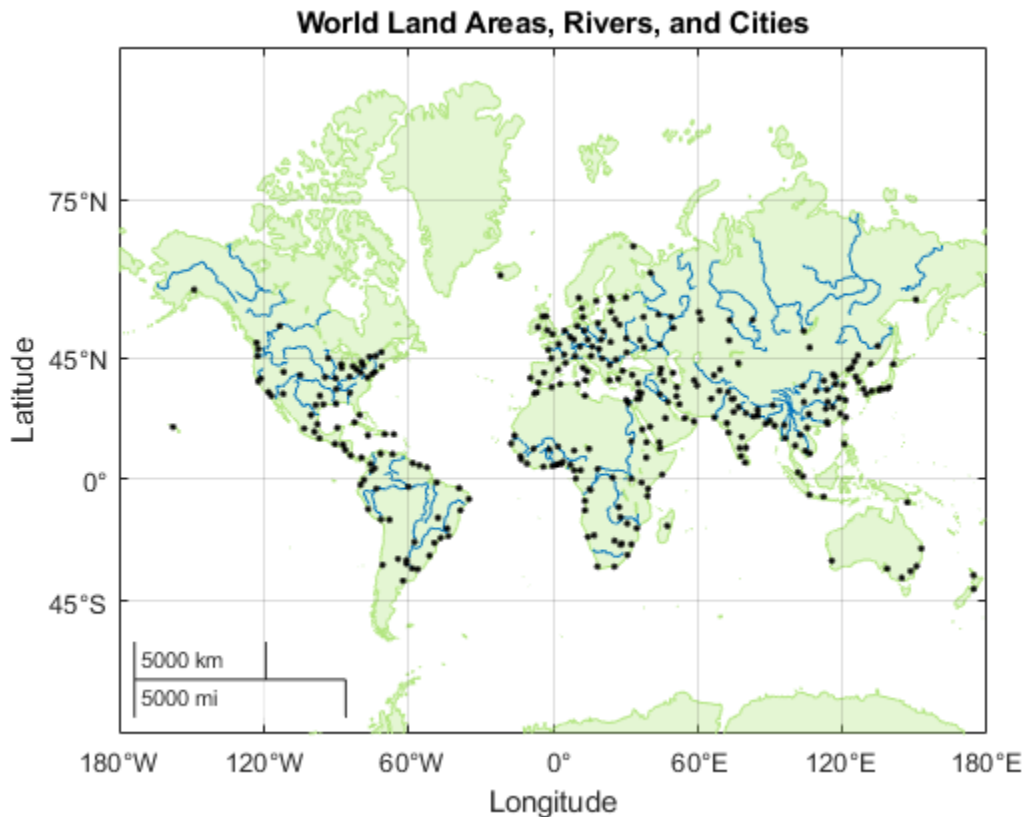 World Land Areas, Rivers, and Cities
Latitude
75°N
45°N
0°
45°S
5000 km
5000 mi
180°W 120°W 60°W 0° 60°E 120°E 180°E
Longitude